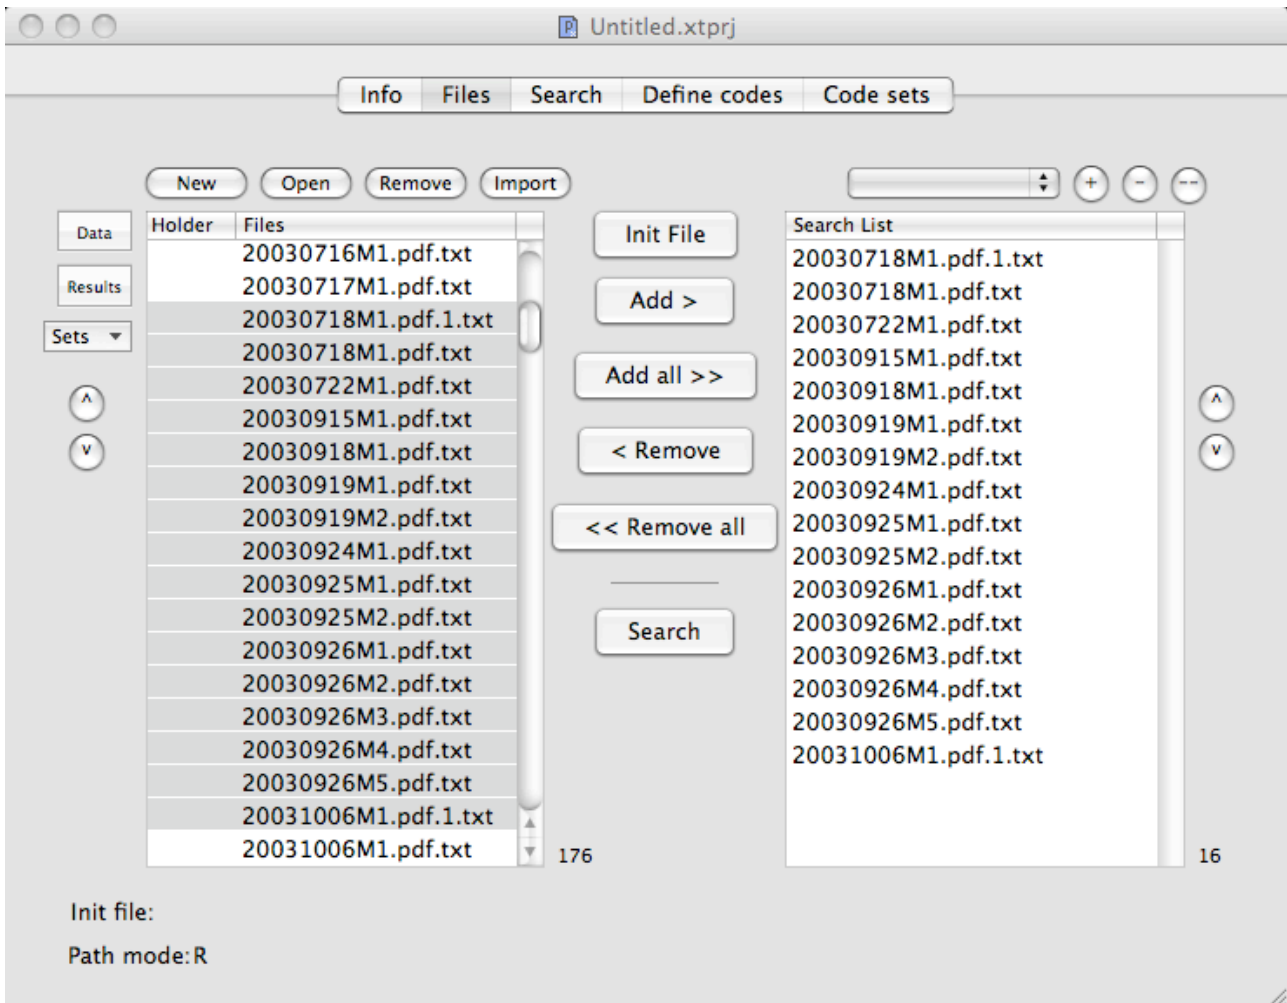 Untitled.xtprj
Info Files Search Define codes Code sets
New Open Remove Import + - --
Data
Results
Sets
^
v
Holder Files
20030716M1.pdf.txt
20030717M1.pdf.txt
20030718M1.pdf.1.txt
20030718M1.pdf.txt
20030722M1.pdf.txt
20030915M1.pdf.txt
20030918M1.pdf.txt
20030919M1.pdf.txt
20030919M2.pdf.txt
20030924M1.pdf.txt
20030925M1.pdf.txt
20030925M2.pdf.txt
20030926M1.pdf.txt
20030926M2.pdf.txt
20030926M3.pdf.txt
20030926M4.pdf.txt
20030926M5.pdf.txt
20031006M1.pdf.1.txt
20031006M1.pdf.txt
176
Init File
Add >
Add all >>
< Remove
<< Remove all
Search
Search List
20030718M1.pdf.1.txt
20030718M1.pdf.txt
20030722M1.pdf.txt
20030915M1.pdf.txt
20030918M1.pdf.txt
20030919M1.pdf.txt
20030919M2.pdf.txt
20030924M1.pdf.txt
20030925M1.pdf.txt
20030925M2.pdf.txt
20030926M1.pdf.txt
20030926M2.pdf.txt
20030926M3.pdf.txt
20030926M4.pdf.txt
20030926M5.pdf.txt
20031006M1.pdf.1.txt
^
v
16
Init file:
Path mode: R